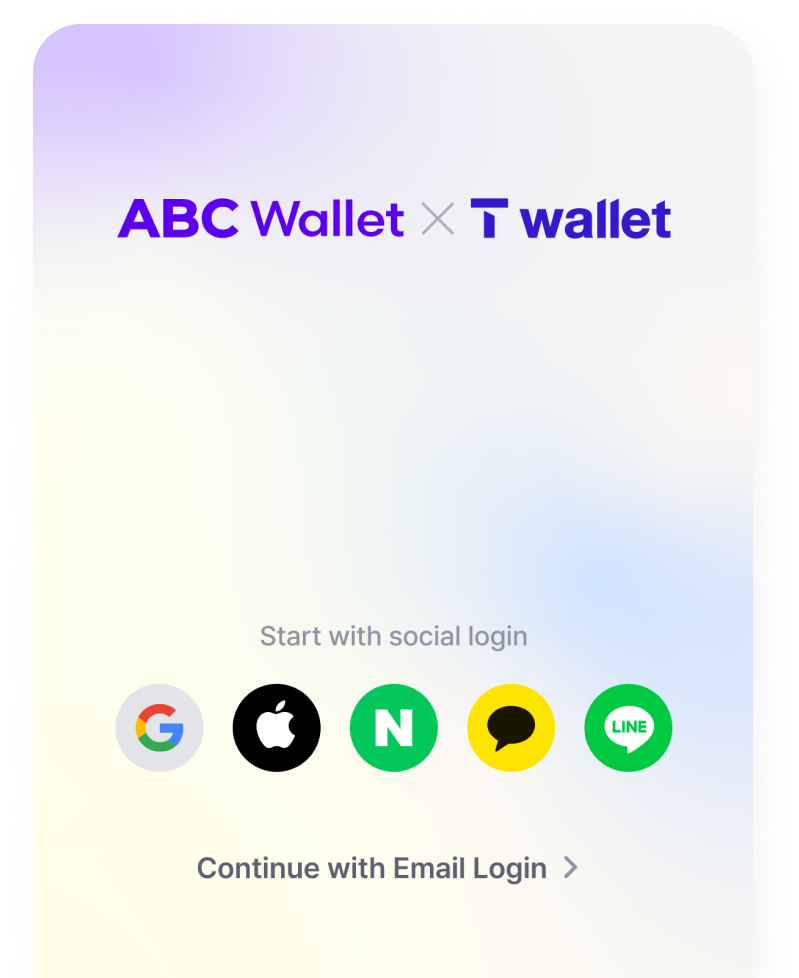 ABC Wallet × T wallet
Start with social login
G N LINE
Continue with Email Login >